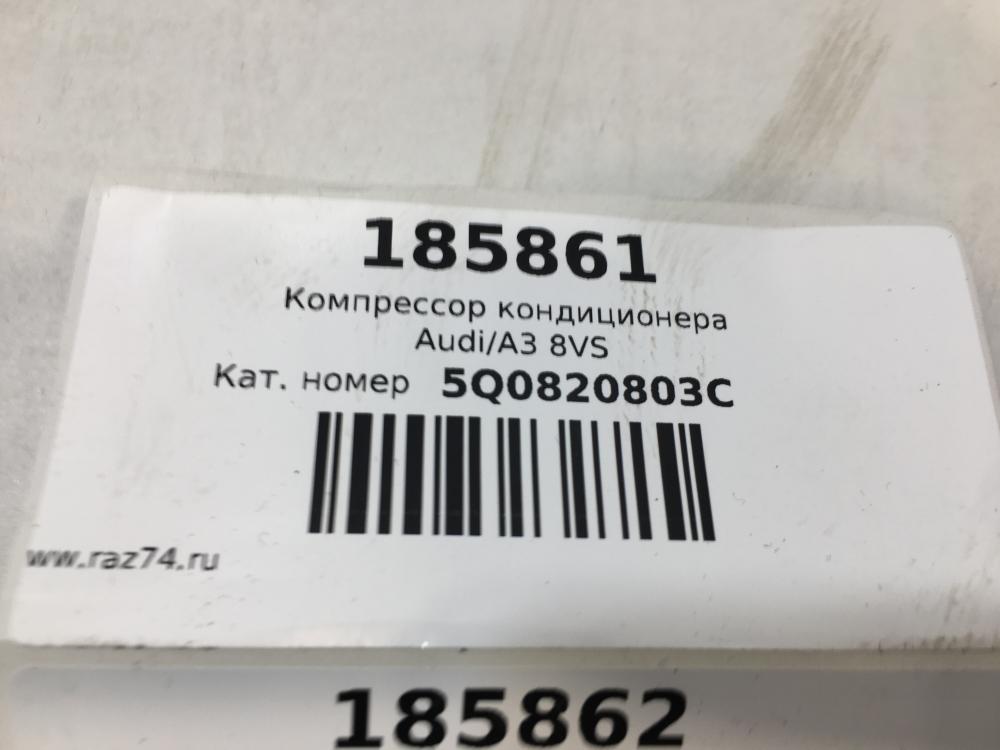 185861
Компрессор кондиционера
Audi/A3 8VS
Кат. номер 5Q0820803C
www.raz74.ru
185862